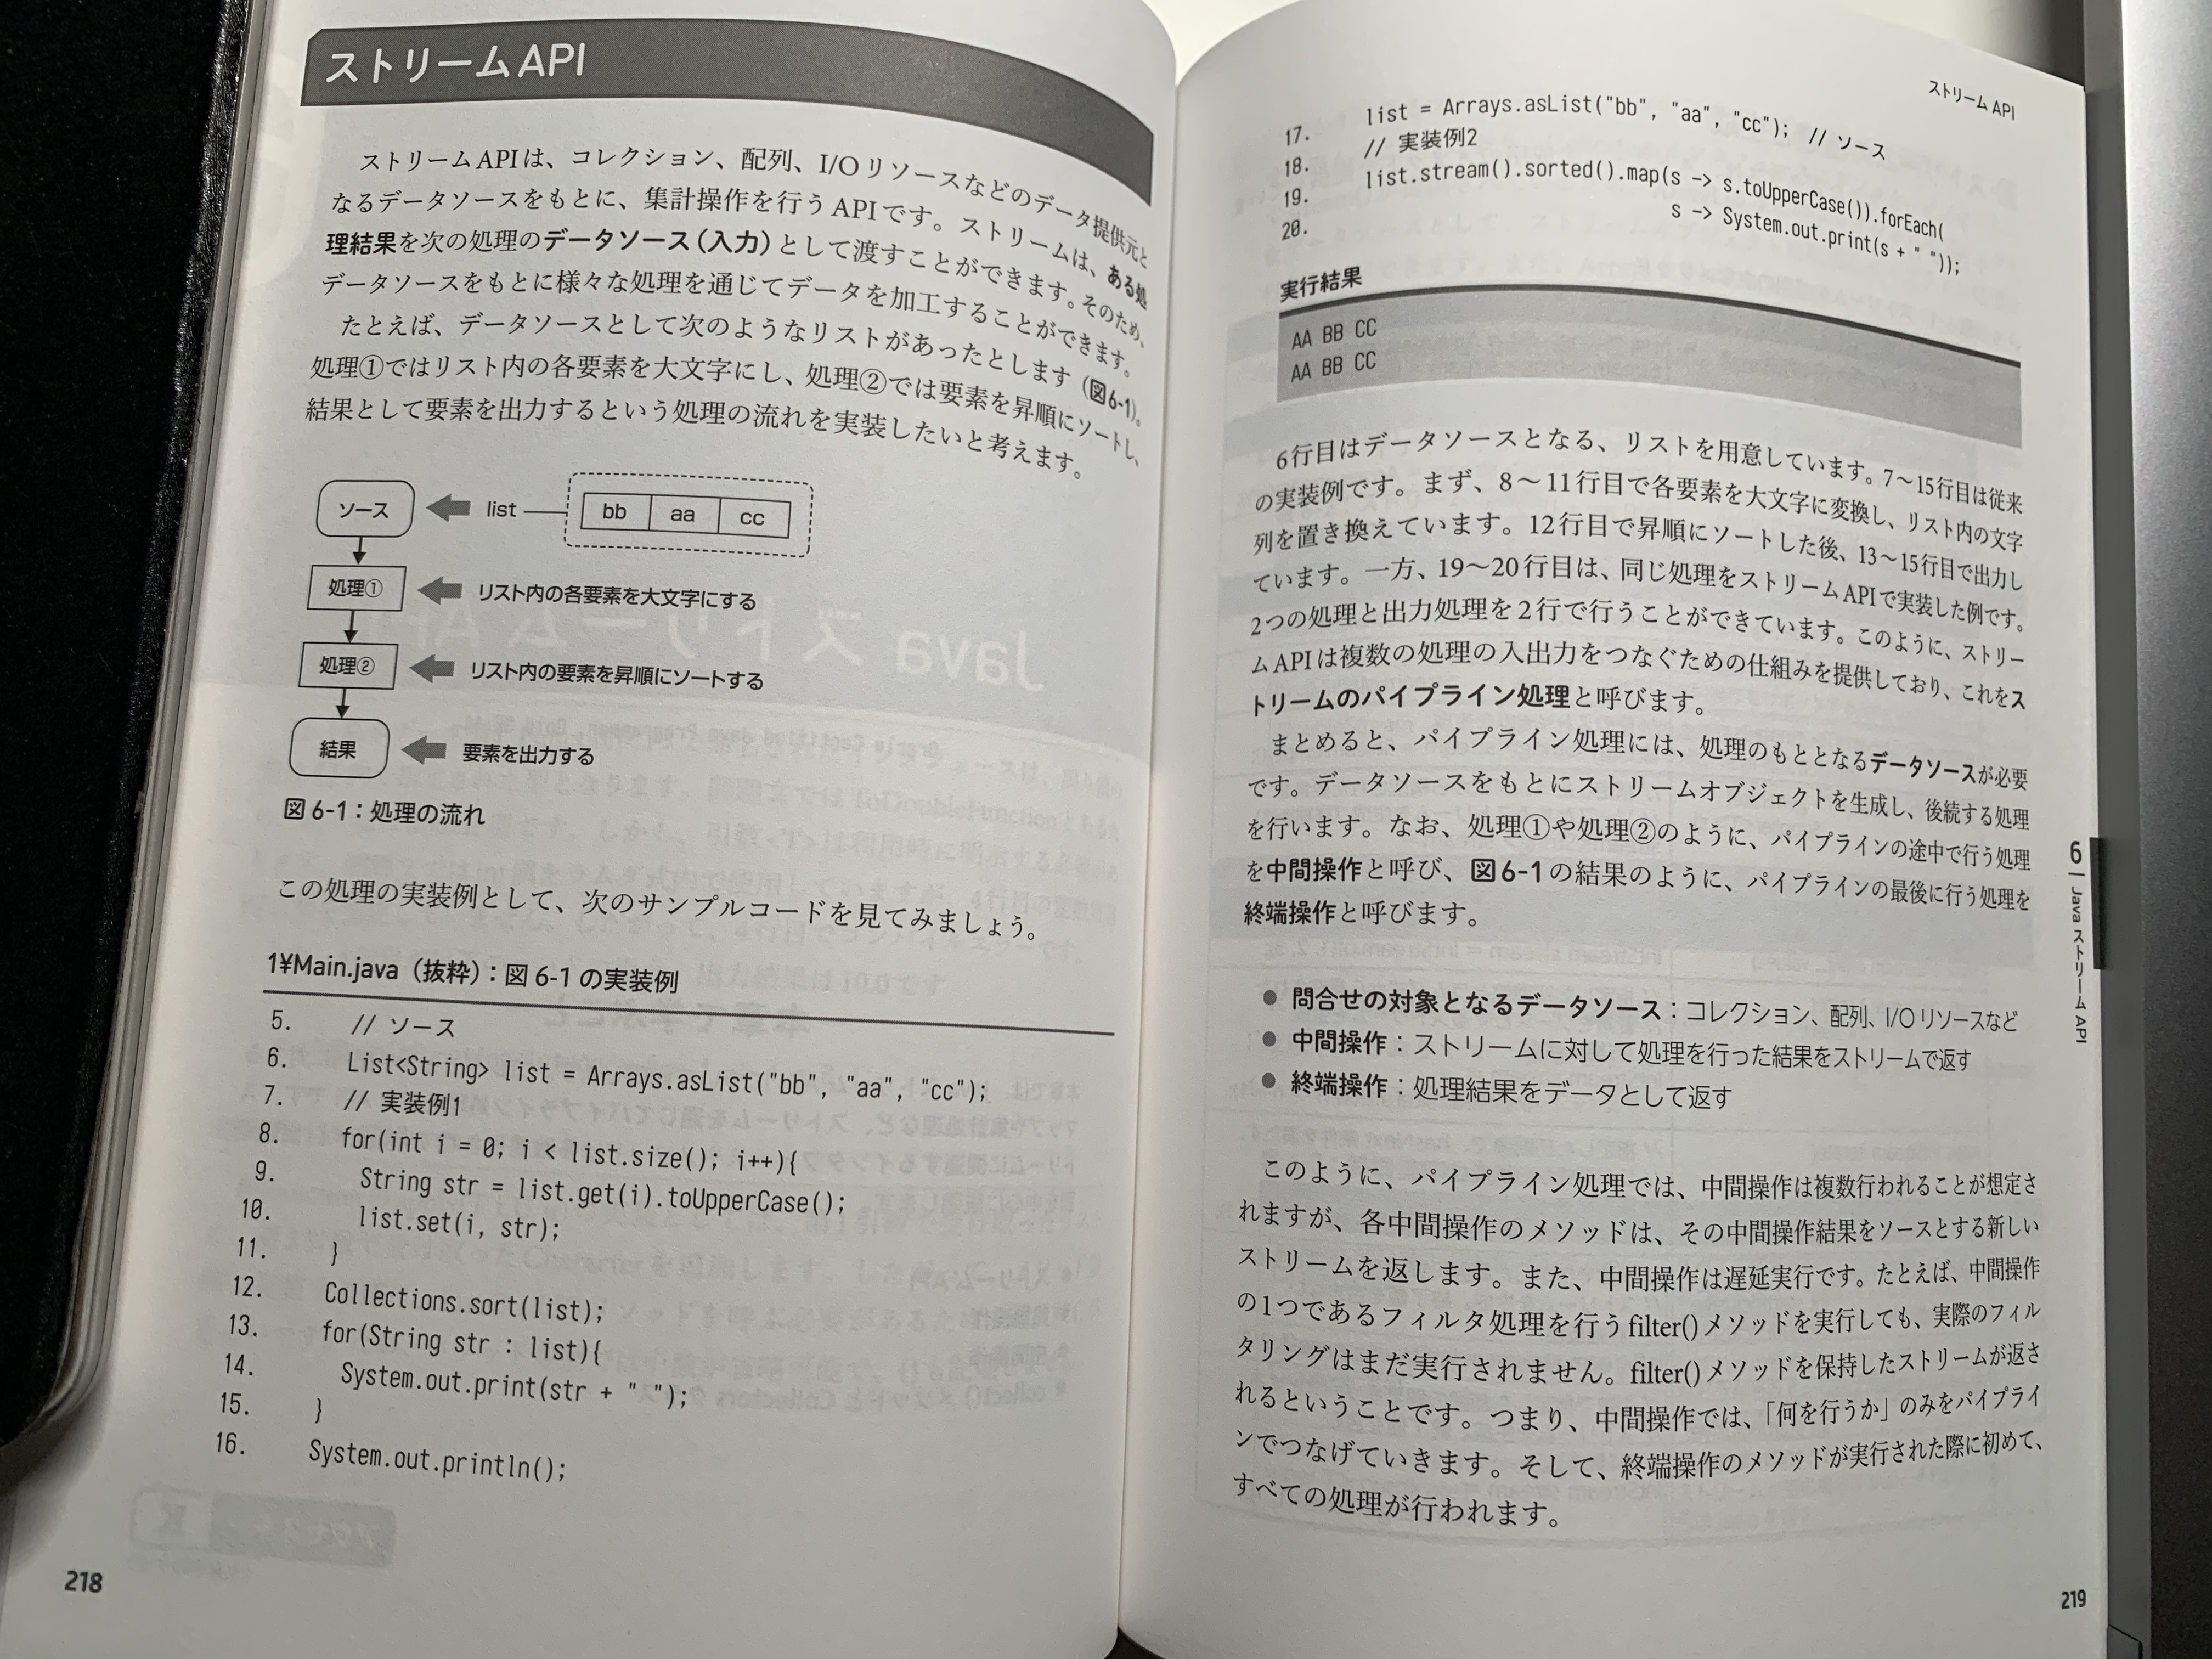 ストリームAPI
ストリームAPIは、コレクション、配列、I/Oリソースなどのデータ提供元と
なるデータソースをもとに、集計操作を行うAPIです。ストリームは、ある処
理結果を次の処理のデータソース（入力）として渡すことができます。そのため、
データソースをもとに様々な処理を通じてデータを加工することができます。
たとえば、データソースとして次のようなリストがあったとします（図6-1）。
処理①ではリスト内の各要素を大文字にし、処理②では要素を昇順にソートし、
結果として要素を出力するという処理の流れを実装したいと考えます。
ソース list bb aa cc
処理① リスト内の各要素を大文字にする
処理② リスト内の要素を昇順にソートする
結果 要素を出力する
図6-1：処理の流れ
この処理の実装例として、次のサンプルコードを見てみましょう。
1¥Main.java（抜粋）：図 6-1 の実装例
5. // ソース
6. List<String> list = Arrays.asList("bb", "aa", "cc");
7. // 実装例1
8. for(int i = 0; i < list.size(); i++){
9. String str = list.get(i).toUpperCase();
10. list.set(i, str);
11. }
12. Collections.sort(list);
13. for(String str : list){
14. System.out.print(str + " ");
15. }
16. System.out.println();
218
ストリーム API
17. list = Arrays.asList("bb", "aa", "cc"); // ソース
18. // 実装例2
19. list.stream().sorted().map(s -> s.toUpperCase()).forEach(
20. s -> System.out.print(s + " "));
実行結果
AA BB CC
AA BB CC
6行目はデータソースとなる、リストを用意しています。7〜15行目は従来
の実装例です。まず、8〜11行目で各要素を大文字に変換し、リスト内の文字
列を置き換えています。12行目で昇順にソートした後、13〜15行目で出力し
ています。一方、19〜20行目は、同じ処理をストリームAPIで実装した例です。
2つの処理と出力処理を2行で行うことができています。このように、ストリー
ムAPIは複数の処理の入出力をつなぐための仕組みを提供しており、これをス
トリームのパイプライン処理と呼びます。
まとめると、パイプライン処理には、処理のもととなるデータソースが必要
です。データソースをもとにストリームオブジェクトを生成し、後続する処理
を行います。なお、処理①や処理②のように、パイプラインの途中で行う処理
を中間操作と呼び、図6-1の結果のように、パイプラインの最後に行う処理を
終端操作と呼びます。
● 問合せの対象となるデータソース：コレクション、配列、I/Oリソースなど
● 中間操作：ストリームに対して処理を行った結果をストリームで返す
● 終端操作：処理結果をデータとして返す
このように、パイプライン処理では、中間操作は複数行われることが想定さ
れますが、各中間操作のメソッドは、その中間操作結果をソースとする新しい
ストリームを返します。また、中間操作は遅延実行です。たとえば、中間操作
の1つであるフィルタ処理を行うfilter()メソッドを実行しても、実際のフィル
タリングはまだ実行されません。filter()メソッドを保持したストリームが返さ
れるということです。つまり、中間操作では、「何を行うか」のみをパイプライ
ンでつなげていきます。そして、終端操作のメソッドが実行された際に初めて、
すべての処理が行われます。
6
Java ストリーム API
219